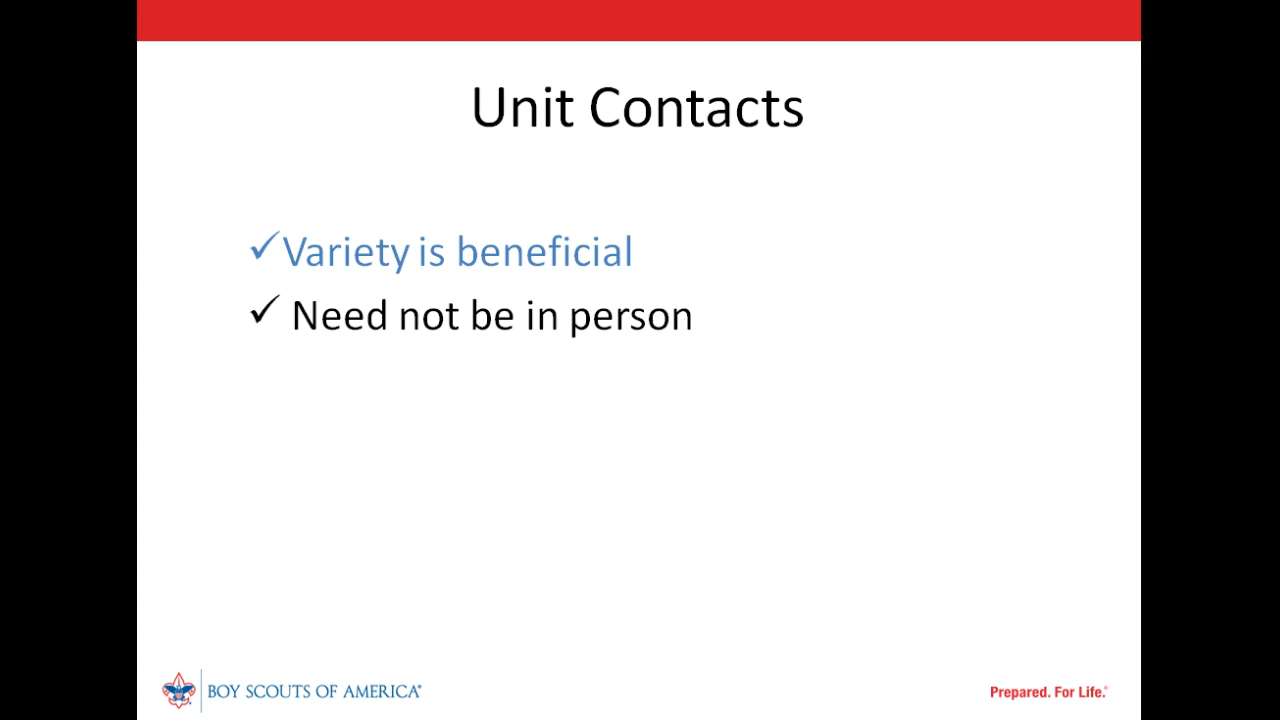 Unit Contacts
✓Variety is beneficial
✓ Need not be in person
BOY SCOUTS OF AMERICA®
Prepared. For Life.®